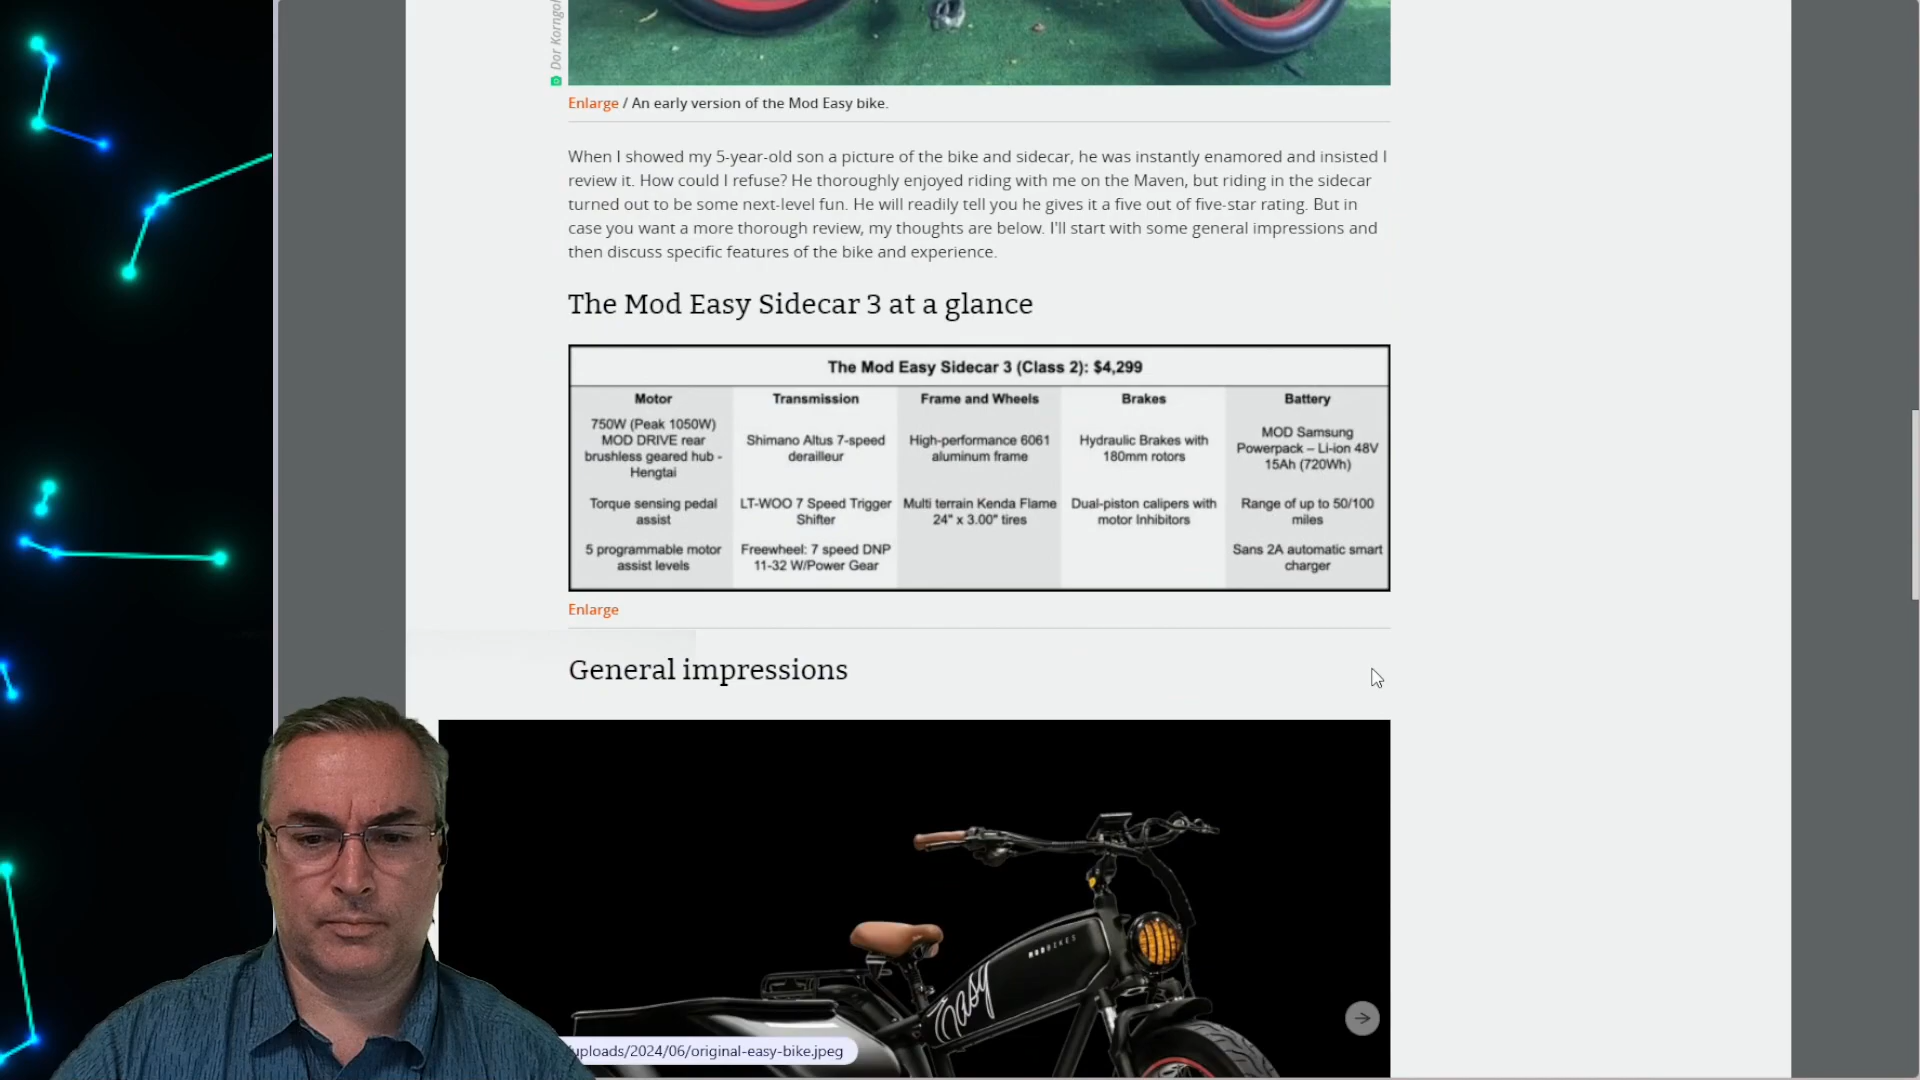 Dor Korngol
Enlarge / An early version of the Mod Easy bike.
When I showed my 5-year-old son a picture of the bike and sidecar, he was instantly enamored and insisted I
review it. How could I refuse? He thoroughly enjoyed riding with me on the Maven, but riding in the sidecar
turned out to be some next-level fun. He will readily tell you he gives it a five out of five-star rating. But in
case you want a more thorough review, my thoughts are below. I'll start with some general impressions and
then discuss specific features of the bike and experience.
The Mod Easy Sidecar 3 at a glance
The Mod Easy Sidecar 3 (Class 2): $4,299
Motor
750W (Peak 1050W)
MOD DRIVE rear
brushless geared hub -
Hengtai
Torque sensing pedal
assist
5 programmable motor
assist levels
Transmission
Shimano Altus 7-speed
derailleur
LT-WOO 7 Speed Trigger
Shifter
Freewheel: 7 speed DNP
11-32 W/Power Gear
Frame and Wheels
High-performance 6061
aluminum frame
Multi terrain Kenda Flame
24" x 3.00" tires
Brakes
Hydraulic Brakes with
180mm rotors
Dual-piston calipers with
motor Inhibitors
Battery
MOD Samsung
Powerpack – Li-ion 48V
15Ah (720Wh)
Range of up to 50/100
miles
Sans 2A automatic smart
charger
Enlarge
General impressions
MODBIKES
Easy
uploads/2024/06/original-easy-bike.jpeg